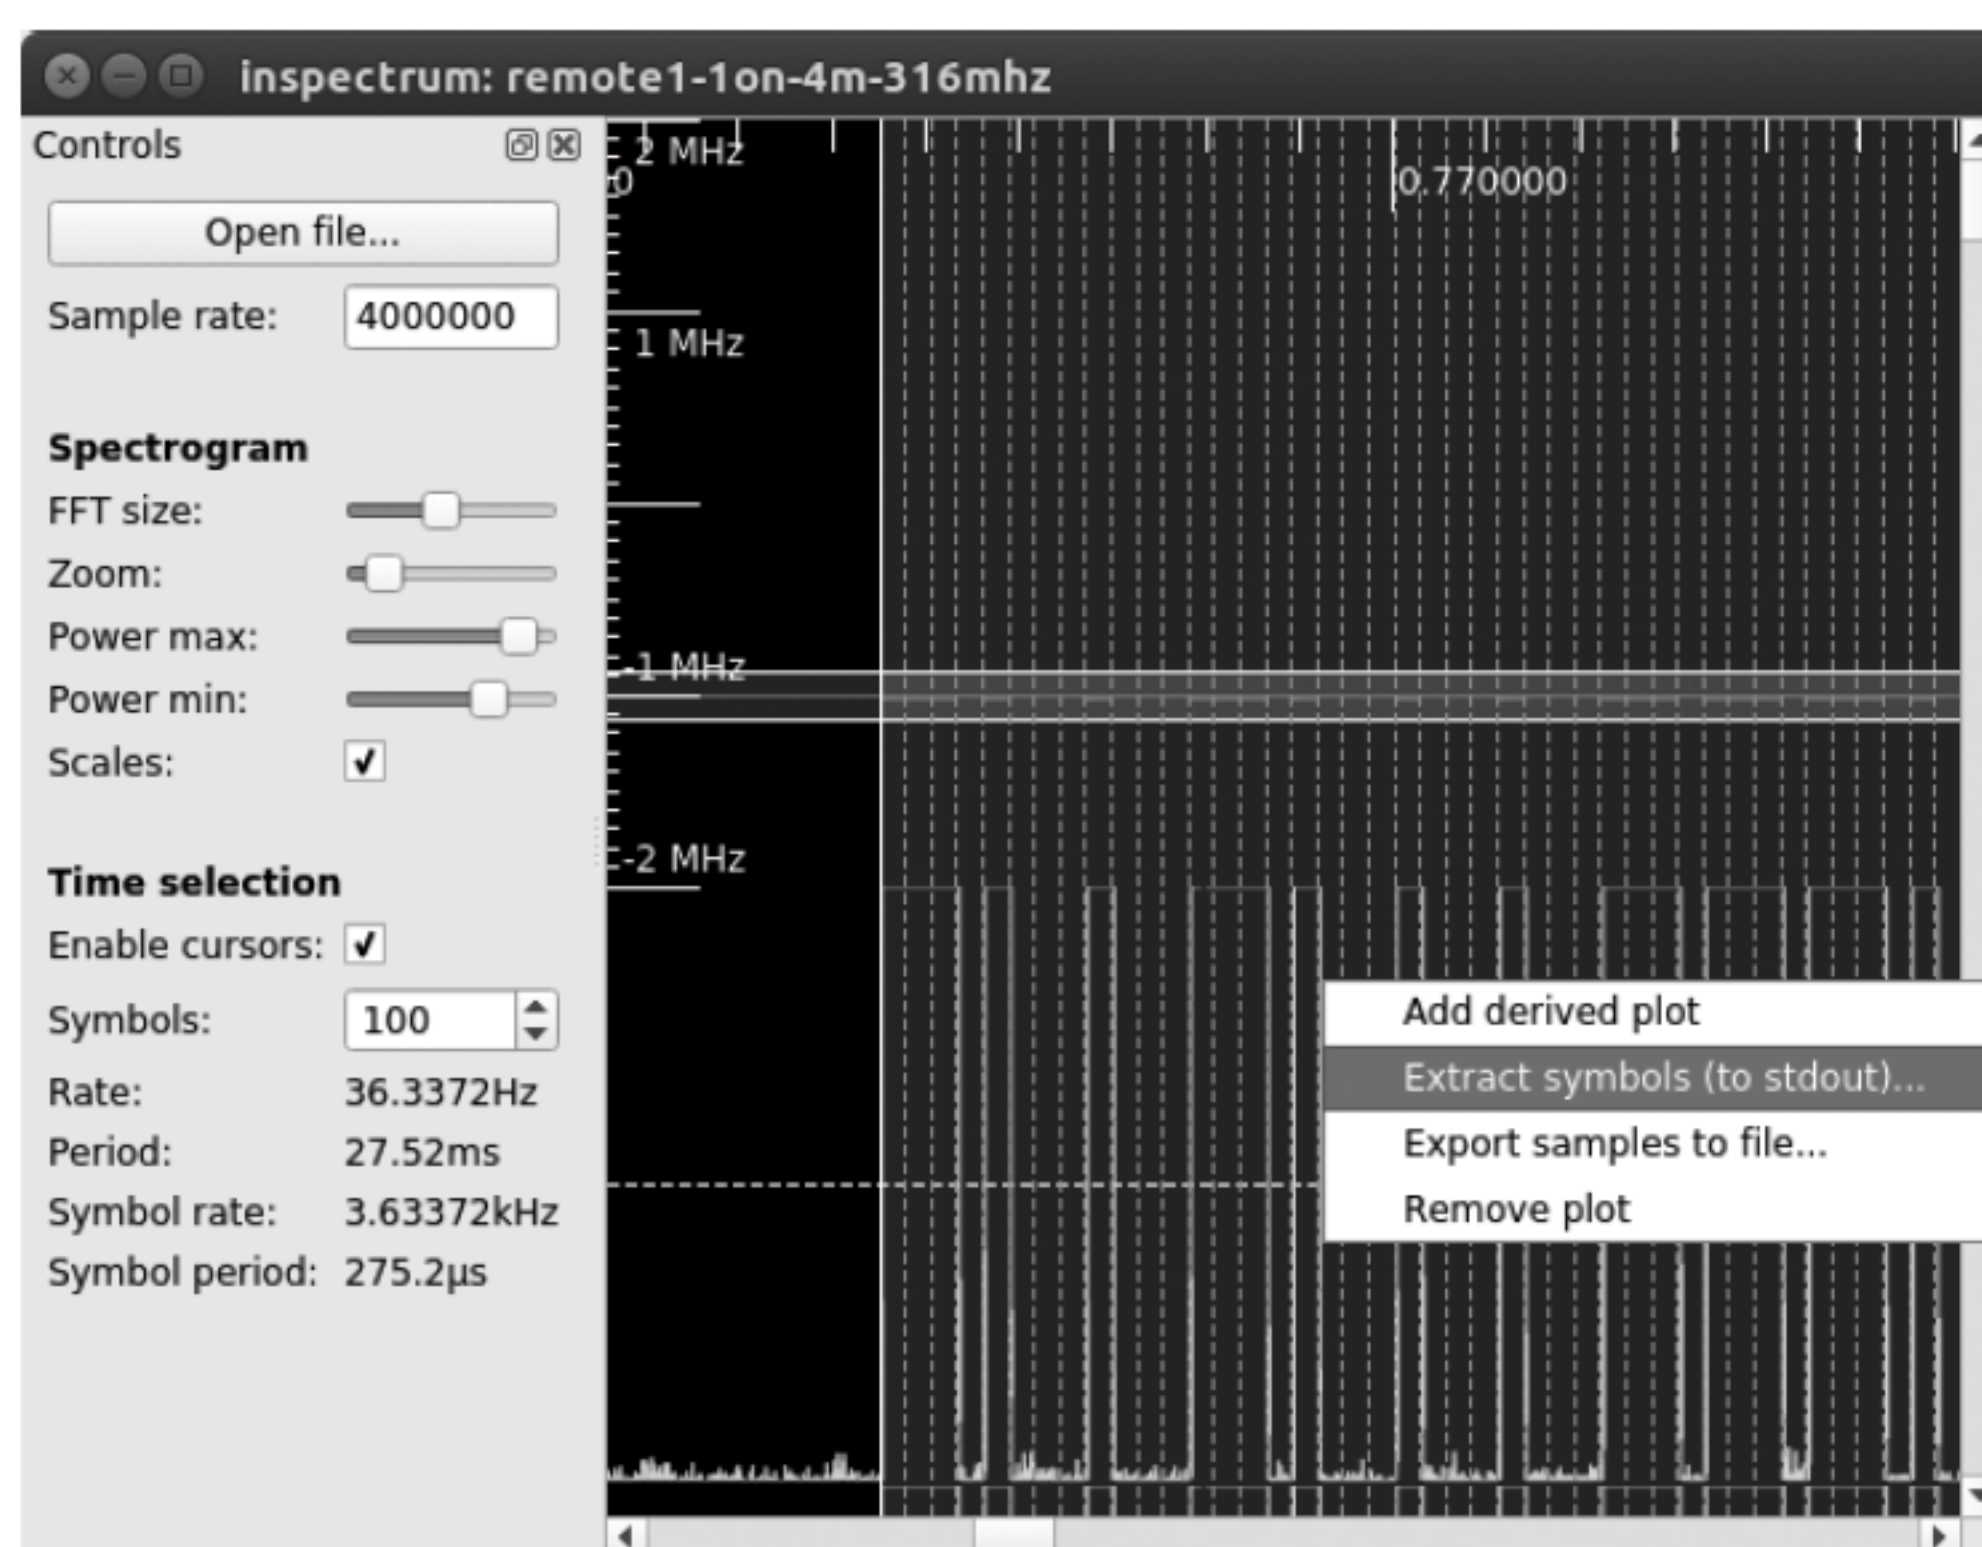 inspectrum: remote1-1on-4m-316mhz
Controls
Open file...
Sample rate: 4000000
Spectrogram
FFT size:
Zoom:
Power max:
Power min:
Scales:
Time selection
Enable cursors:
Symbols: 100
Rate: 36.3372Hz
Period: 27.52ms
Symbol rate: 3.63372kHz
Symbol period: 275.2µs
2 MHz
0
0.770000
1 MHz
-1 MHz
-2 MHz
Add derived plot
Extract symbols (to stdout)...
Export samples to file...
Remove plot